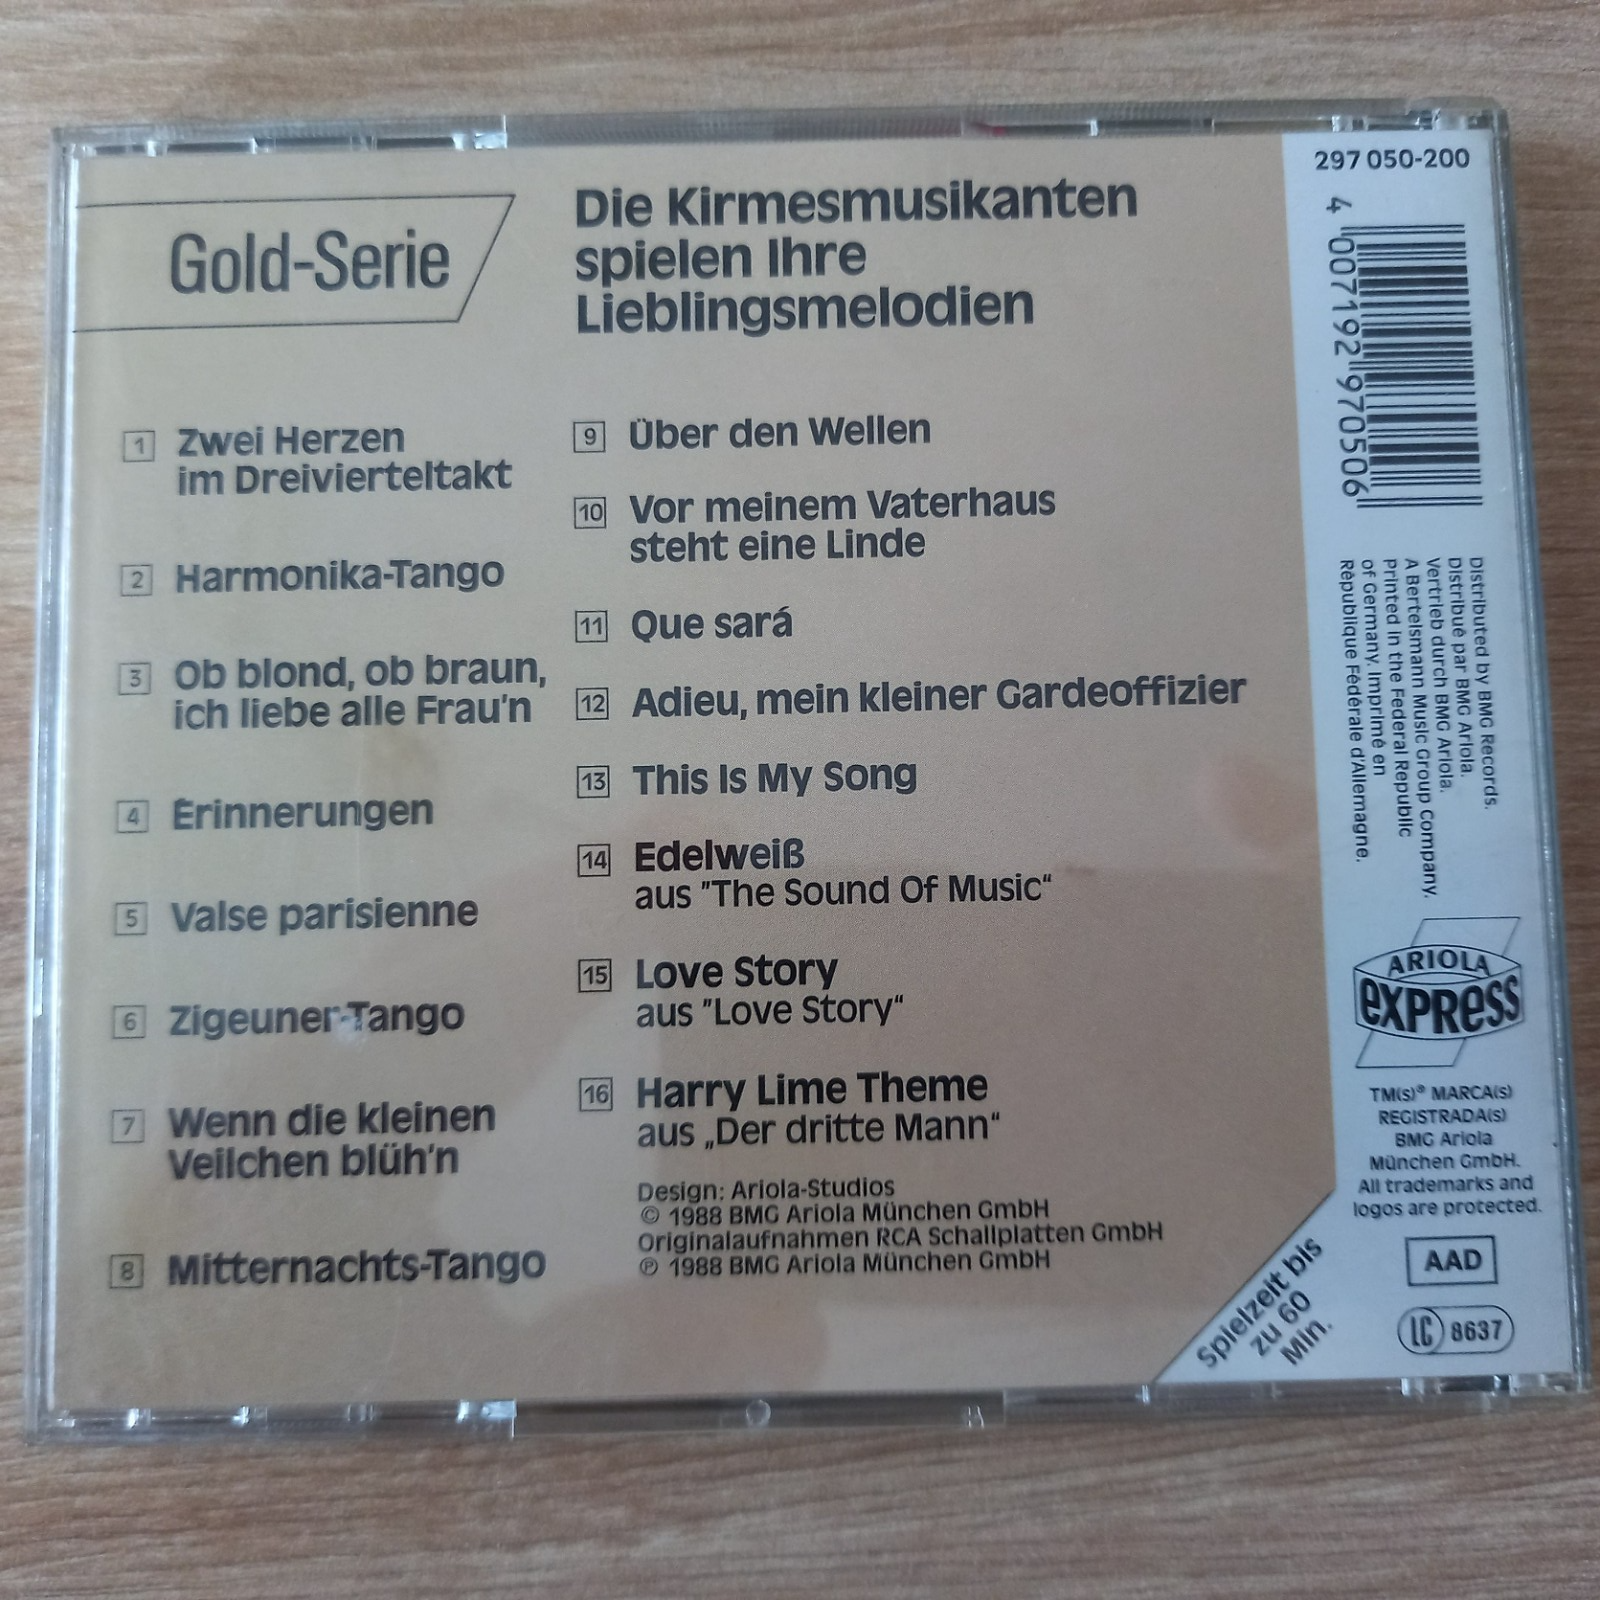 Gold-Serie
Die Kirmesmusikanten
spielen Ihre
Lieblingsmelodien
1 Zwei Herzen
im Dreivierteltakt
2 Harmonika-Tango
3 Ob blond, ob braun,
ich liebe alle Frau'n
4 Erinnerungen
5 Valse parisienne
6 Zigeuner-Tango
7 Wenn die kleinen
Veilchen blüh'n
8 Mitternachts-Tango
9 Über den Wellen
10 Vor meinem Vaterhaus
steht eine Linde
11 Que sará
12 Adieu, mein kleiner Gardeoffizier
13 This Is My Song
14 Edelweiß
aus "The Sound Of Music“
15 Love Story
aus "Love Story“
16 Harry Lime Theme
aus „Der dritte Mann“
Design: Ariola-Studios
© 1988 BMG Ariola München GmbH
Originalaufnahmen RCA Schallplatten GmbH
℗ 1988 BMG Ariola München GmbH
Spielzeit bis
zu 60
Min.
297 050-200
4 007192 970506
Distributed by BMG Records.
Distribué par BMG Ariola.
Vertrieb durch BMG Ariola.
A Bertelsmann Music Group Company.
Printed in the Federal Republic
of Germany. Imprimé en
République Fédérale d'Allemagne.
ARIOLA
EXPRESS
TM(s)® MARCA(s)
REGISTRADA(s)
BMG Ariola
München GmbH.
All trademarks and
logos are protected.
AAD
LC 8637